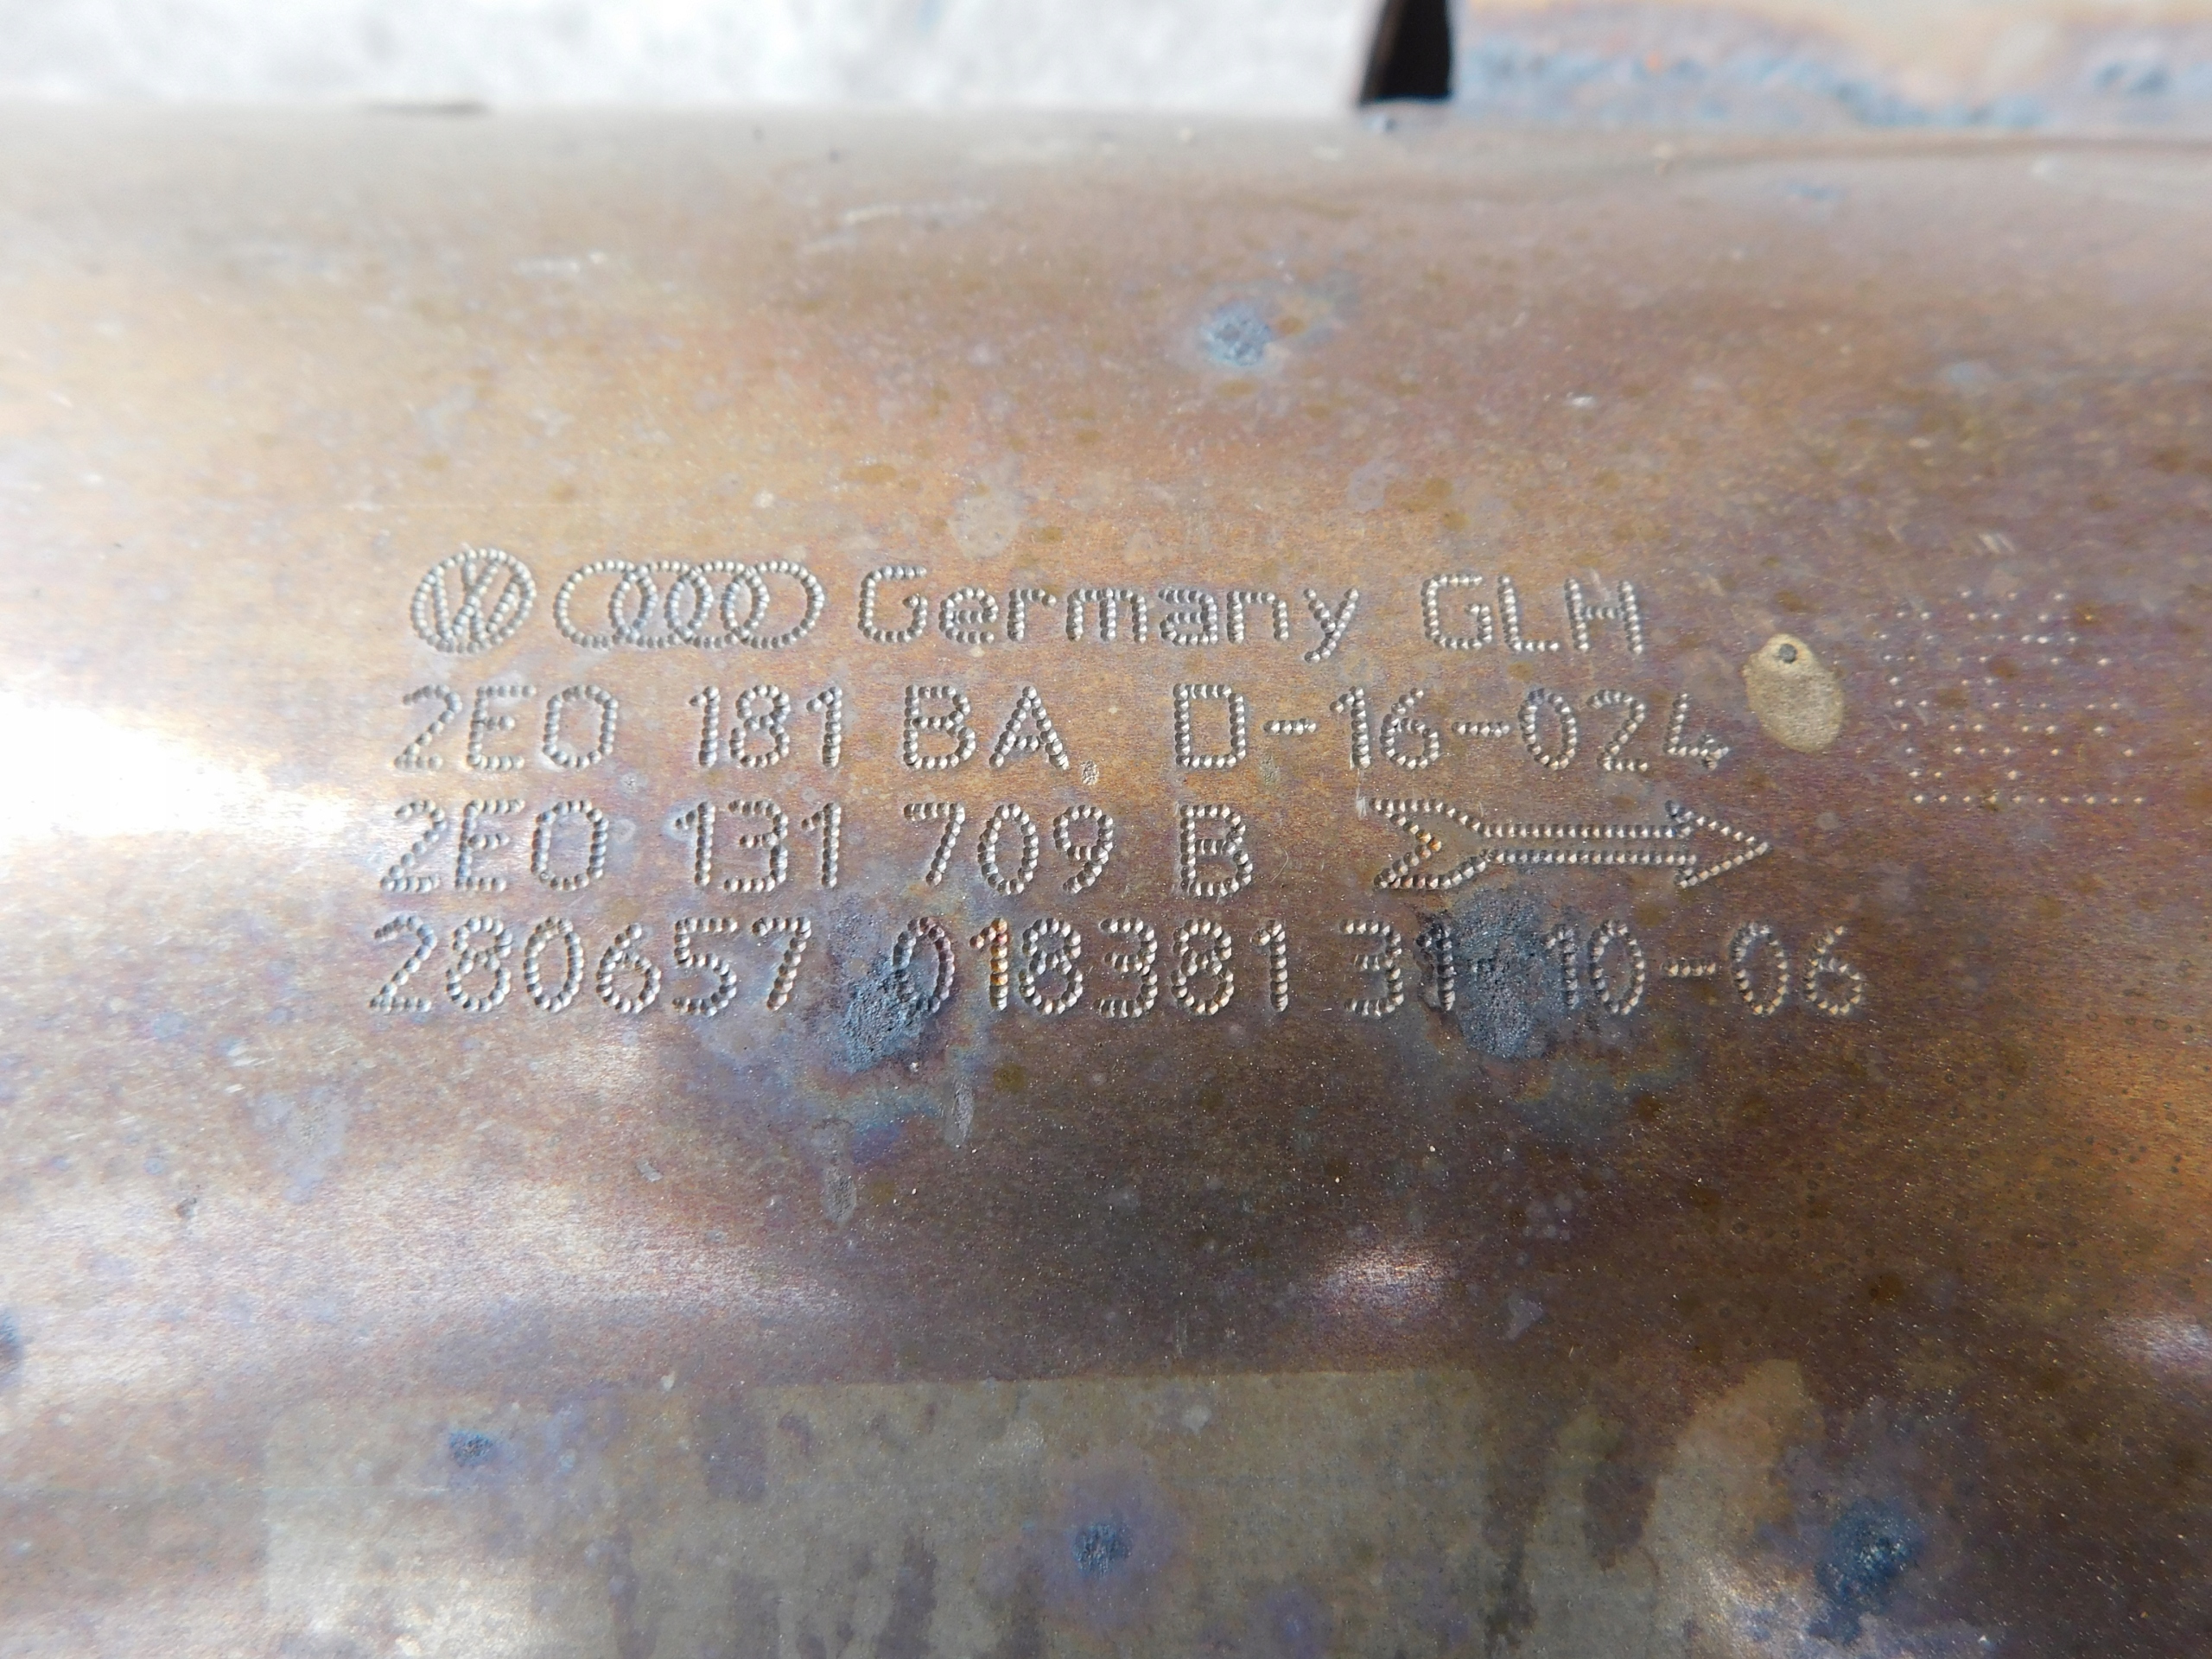 Germany GLH
2E0 181 BA D-16-024
2E0 131 709 B
280657 018381 31-10-06